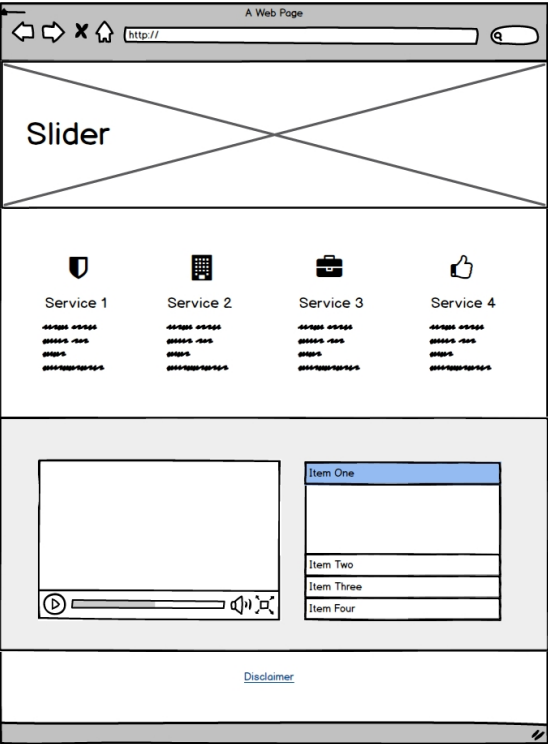 A Web Page
http://
Slider
Service 1
Service 2
Service 3
Service 4
Item One
Item Two
Item Three
Item Four
Disclaimer